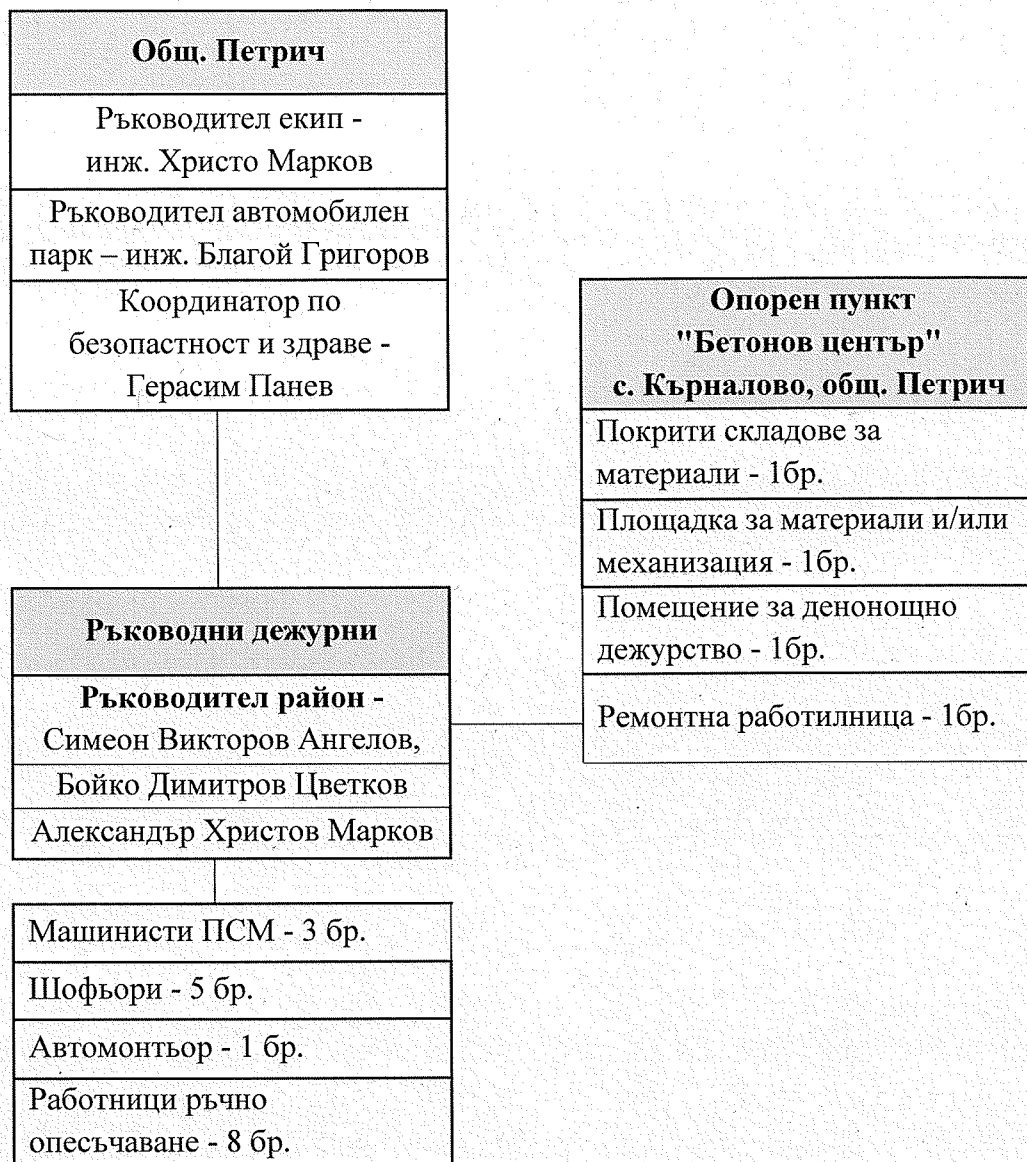 Общ. Петрич
Ръководител екип -
инж. Христо Марков
Ръководител автомобилен
парк – инж. Благой Григоров
Координатор по
безопастност и здраве -
Герасим Панев
Опорен пункт
"Бетонов център"
с. Кърналово, общ. Петрич
Покрити складове за
материали - 1бр.
Площадка за материали и/или
механизация - 1бр.
Помещение за денонощно
дежурство - 1бр.
Ремонтна работилница - 1бр.
Ръководни дежурни
Ръководител район -
Симеон Викторов Ангелов,
Бойко Димитров Цветков
Александър Христов Марков
Машинисти ПСМ - 3 бр.
Шофьори - 5 бр.
Автомонтьор - 1 бр.
Работници ръчно
опесъчаване - 8 бр.